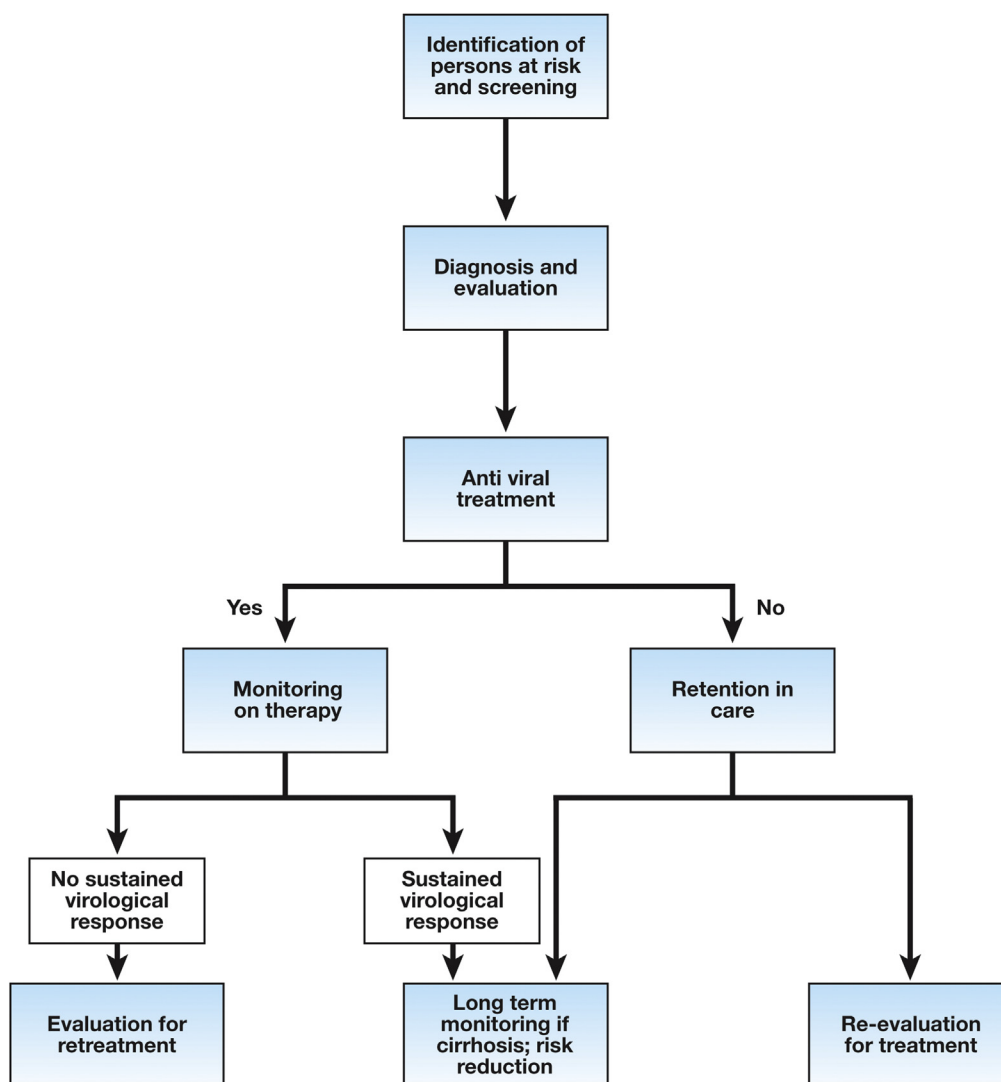 Identification of
persons at risk
and screening
Diagnosis and
evaluation
Anti viral
treatment
Yes
No
Monitoring
on therapy
Retention in
care
No sustained
virological
response
Sustained
virological
response
Evaluation for
retreatment
Long term
monitoring if
cirrhosis; risk
reduction
Re-evaluation
for treatment